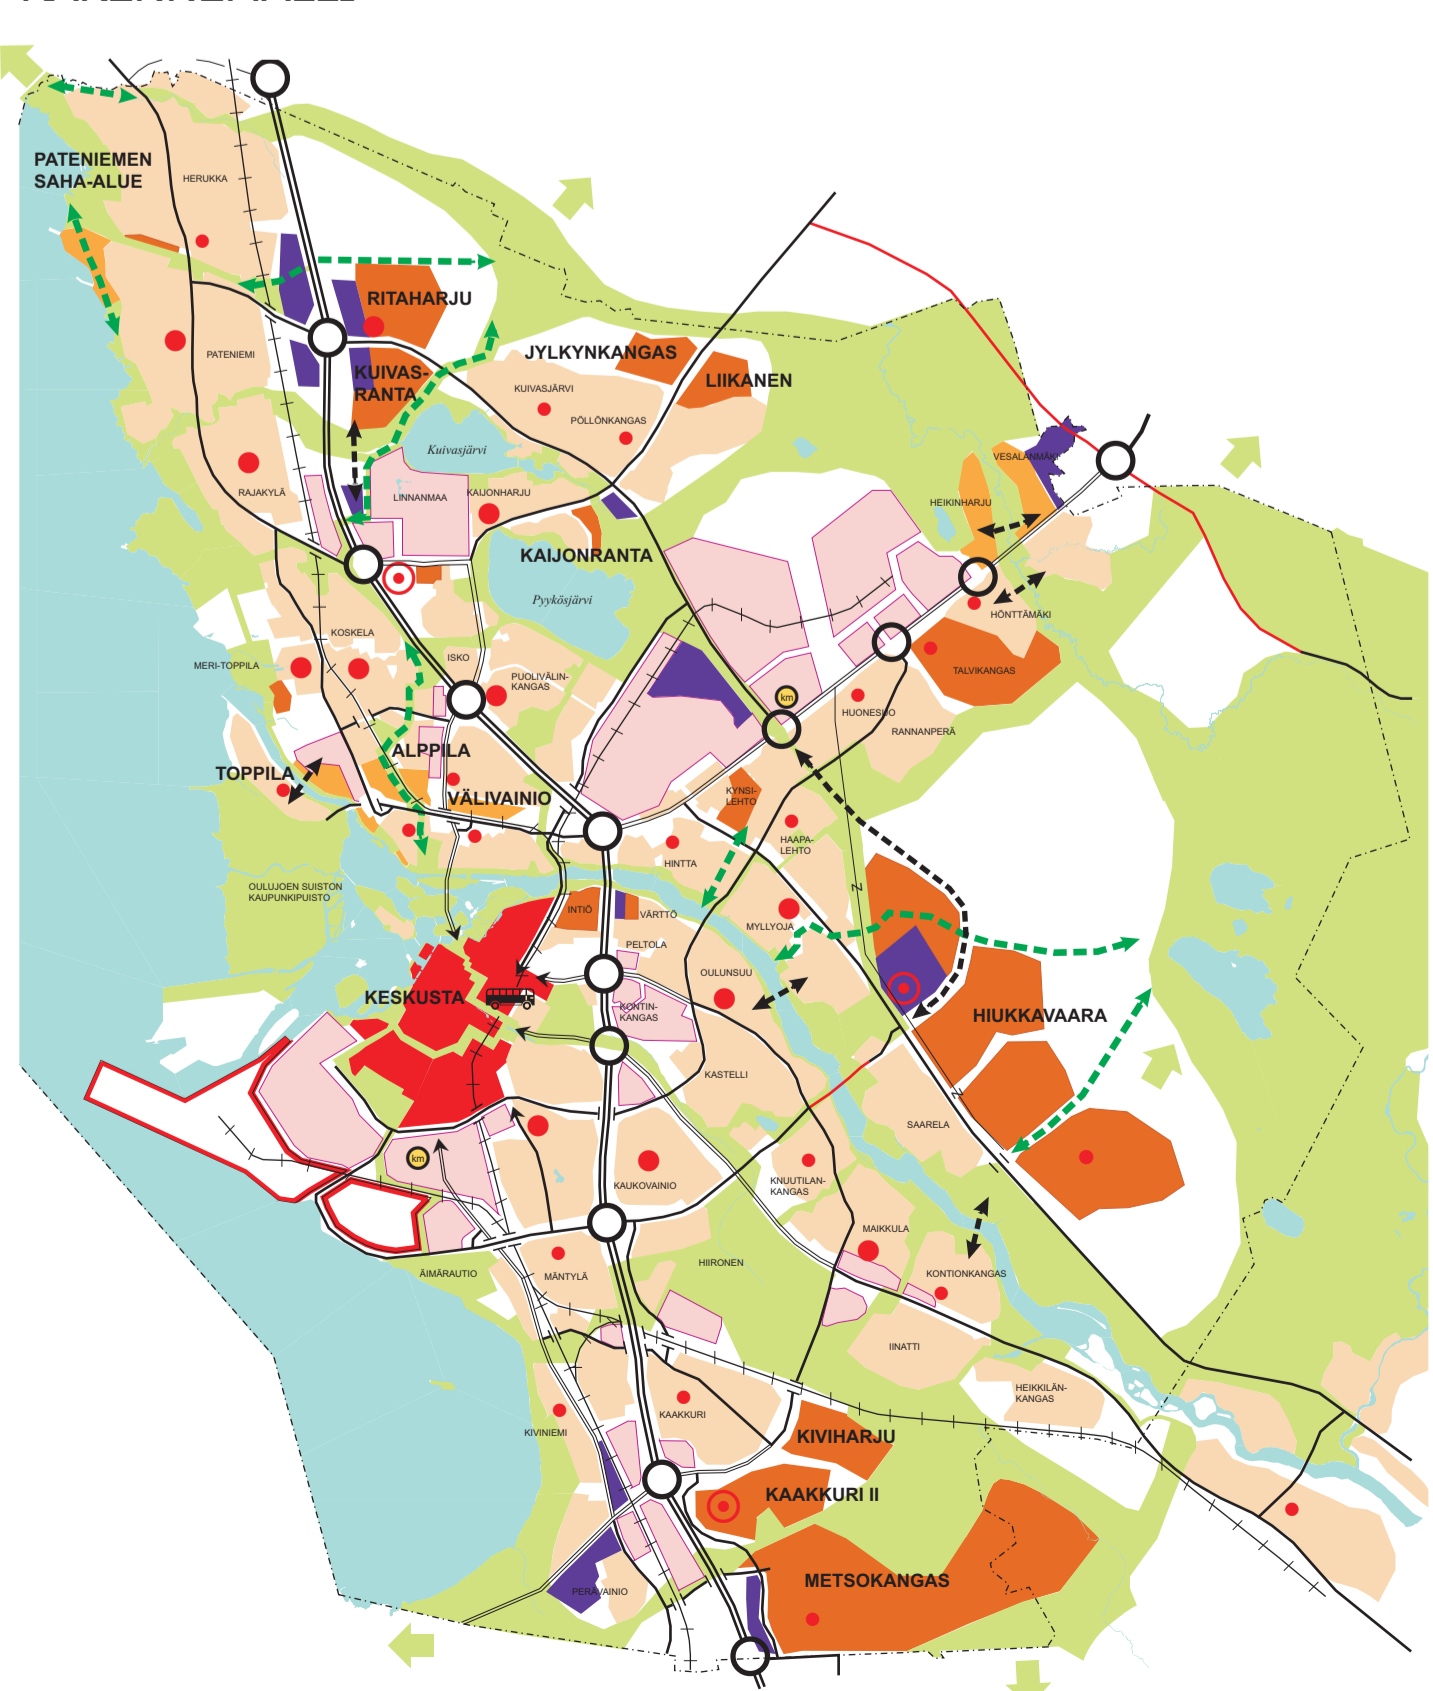 PATENIEMEN
SAHA-ALUE
HERUKKA
RITAHARJU
PATENIEMI
KUIVAS-
RANTA
JYLKYNKANGAS
LIIKANEN
KUIVASJÄRVI
PÖLLÖNKANGAS
Kuivasjärvi
VESALANMÄKI
RAJAKYLÄ
LINNANMAA
KAIJONHARJU
HEIKINHARJU
KAIJONRANTA
Pyykösjärvi
HÖNTTÄMÄKI
KOSKELA
MERI-TOPPILA
ISKO
PUOLIVÄLIN-
KANGAS
TALVIKANGAS
km
HUONESUO
RANNANPERÄ
ALPPILA
TOPPILA
VÄLIVAINIO
KYNSI-
LEHTO
HAAPA-
LEHTO
HINTTA
OULUJOEN SUISTON
KAUPUNKIPUISTO
Z
INTIÖ
VÄRTTÖ
MYLLYOJA
PELTOLA
OULUNSUU
KESKUSTA
KONTIN-
KANGAS
HIUKKAVAARA
KASTELLI
Z
SAARELA
km
KAUKOVAINIO
KNUUTILAN-
KANGAS
MAIKKULA
HIIRONEN
ÄIMÄRAUTIO
MÄNTYLÄ
KONTIONKANGAS
IINATTI
HEIKKILÄN-
KANGAS
KAAKKURI
KIVINIEMI
KIVIHARJU
KAAKKURI II
METSOKANGAS
PERÄVAINIO